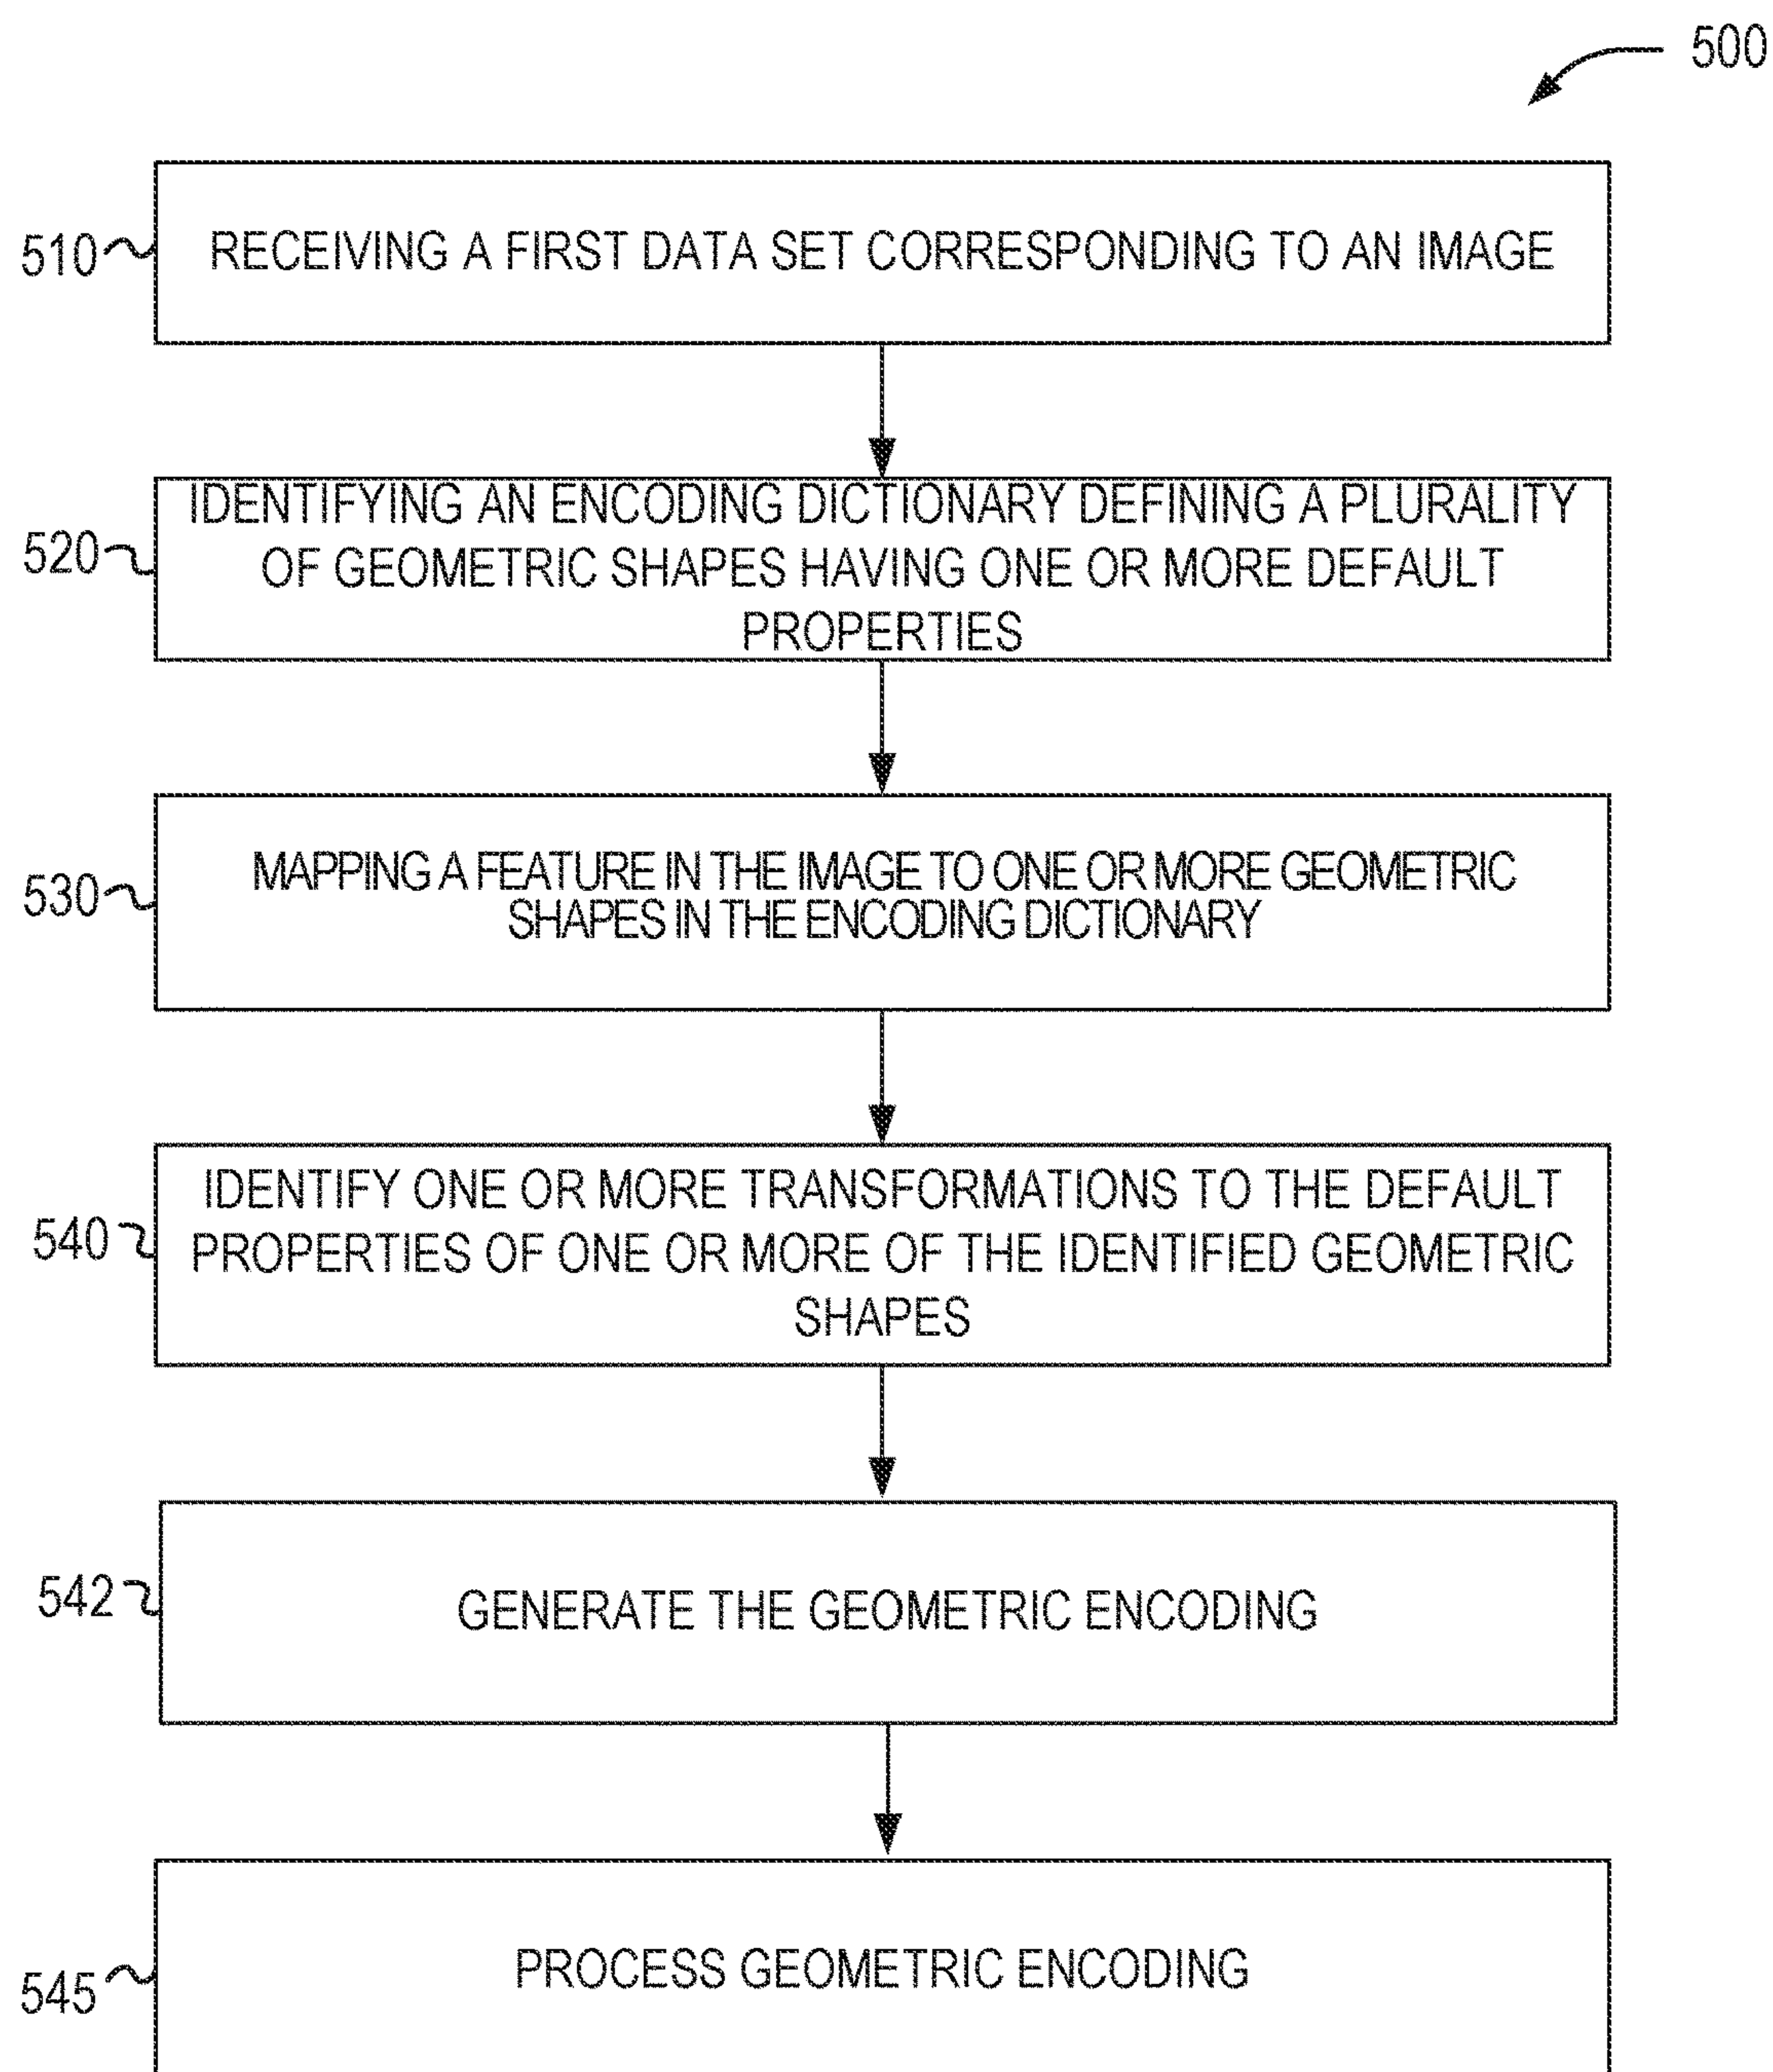 500
510
RECEIVING A FIRST DATA SET CORRESPONDING TO AN IMAGE
520
IDENTIFYING AN ENCODING DICTIONARY DEFINING A PLURALITY
OF GEOMETRIC SHAPES HAVING ONE OR MORE DEFAULT
PROPERTIES
530
MAPPING A FEATURE IN THE IMAGE TO ONE OR MORE GEOMETRIC
SHAPES IN THE ENCODING DICTIONARY
540
IDENTIFY ONE OR MORE TRANSFORMATIONS TO THE DEFAULT
PROPERTIES OF ONE OR MORE OF THE IDENTIFIED GEOMETRIC
SHAPES
542
GENERATE THE GEOMETRIC ENCODING
545
PROCESS GEOMETRIC ENCODING